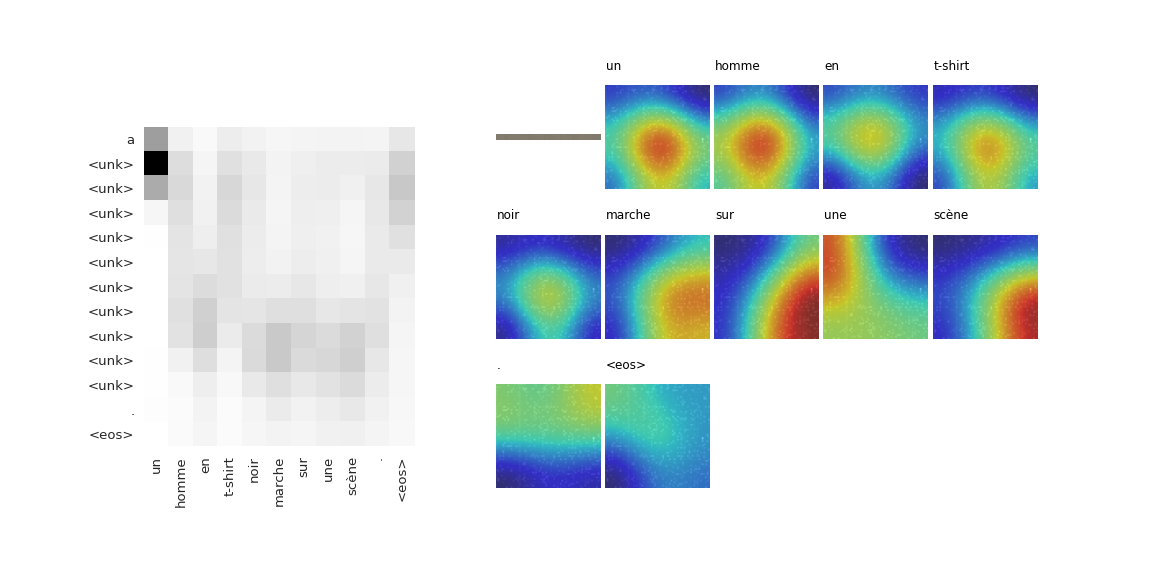 a
<unk>
<unk>
<unk>
<unk>
<unk>
<unk>
<unk>
<unk>
<unk>
<unk>
.
<eos>
un
homme
en
t-shirt
noir
marche
sur
une
scène
.
<eos>
un homme en t-shirt
noir marche sur une scène
. <eos>